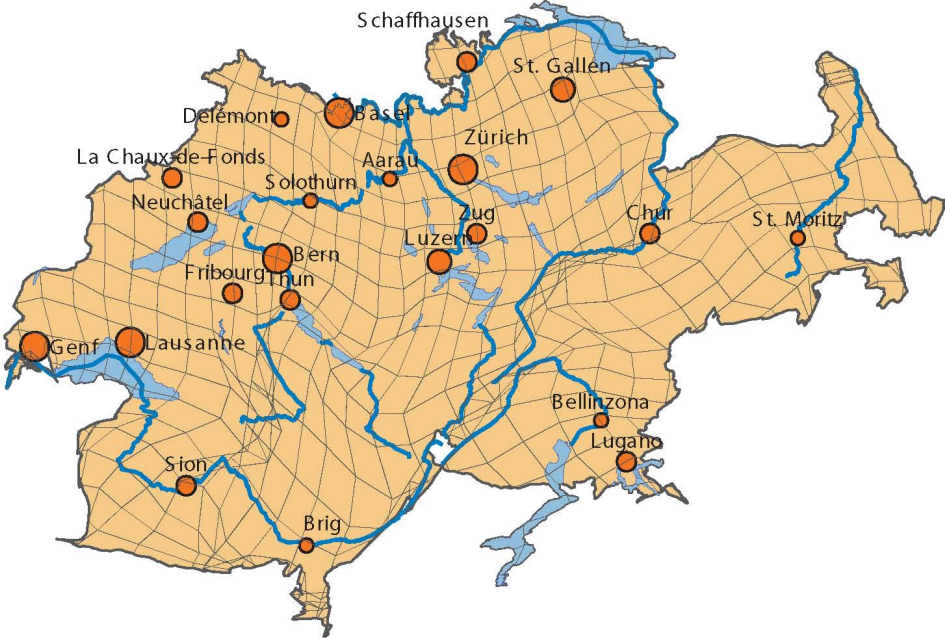 Schaffhausen
St. Gallen
Delémont
Basel
Zürich
La Chaux-de-Fonds
Aarau
Solothurn
Neuchâtel
Zug
Chur
St. Moritz
Luzern
Bern
Fribourg
Thun
Genf
Lausanne
Bellinzona
Lugano
Sion
Brig